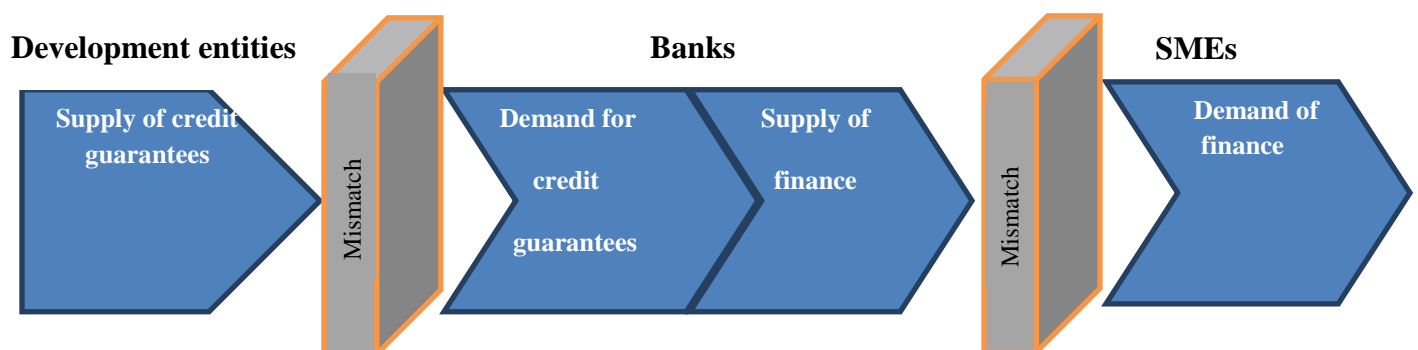 Development entities
Banks
SMEs
Supply of credit
guarantees
Mismatch
Demand for
credit
guarantees
Supply of
finance
Mismatch
Demand of
finance